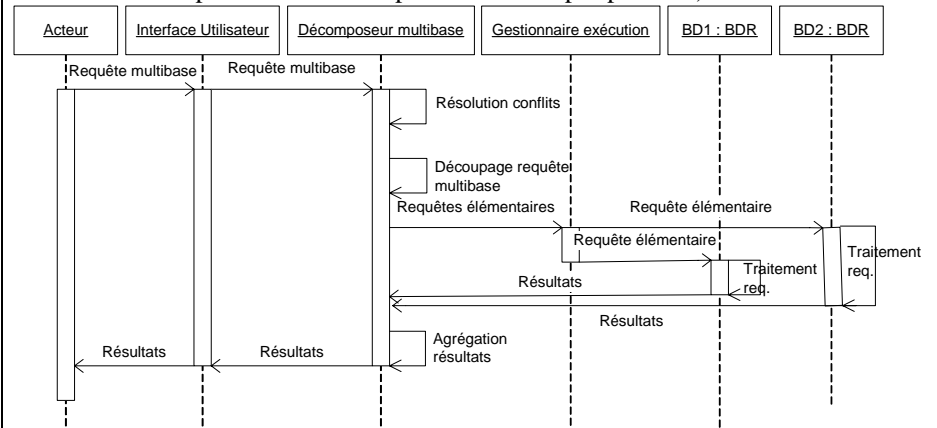 Acteur
Interface Utilisateur
Décomposeur multibase
Gestionnaire exécution
BD1 : BDR
BD2 : BDR
Requête multibase
Requête multibase
Résolution conflits
Découpage requête
multibase
Requêtes élémentaires
Requête élémentaire
Requête élémentaire
Traitement
req.
Traitement
req.
Résultats
Résultats
Agrégation
résultats
Résultats
Résultats